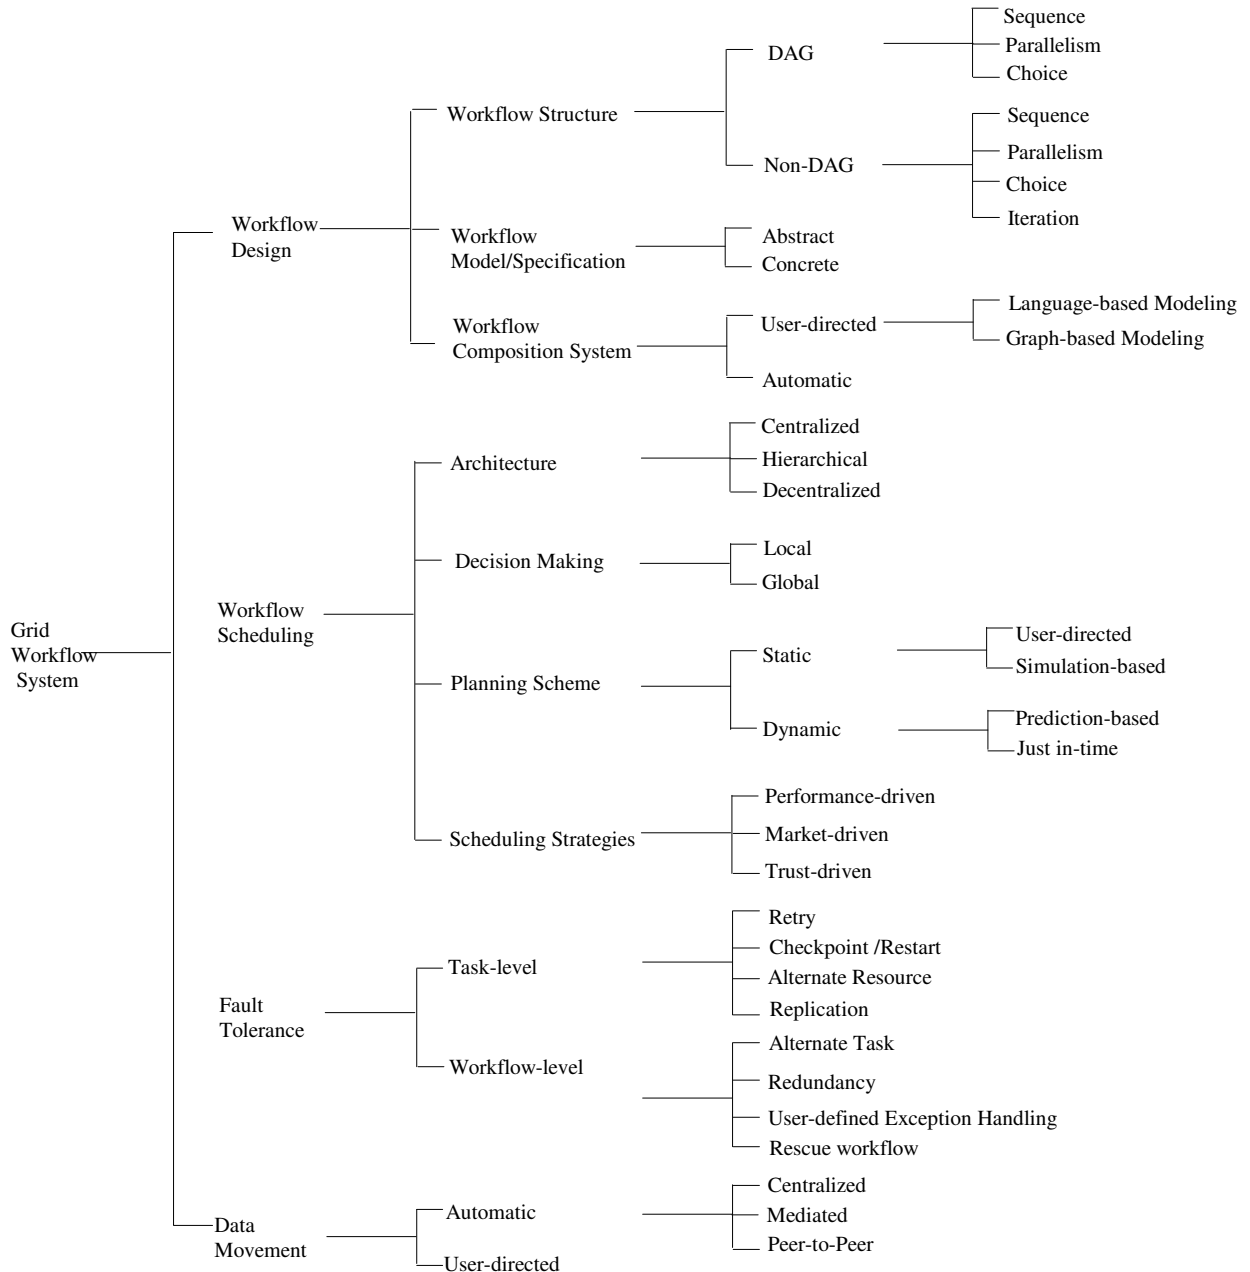 Grid
Workflow
System
Workflow
Design
Workflow Structure
DAG
Sequence
Parallelism
Choice
Non-DAG
Sequence
Parallelism
Choice
Iteration
Workflow
Model/Specification
Abstract
Concrete
Workflow
Composition System
User-directed
Language-based Modeling
Graph-based Modeling
Automatic
Workflow
Scheduling
Architecture
Centralized
Hierarchical
Decentralized
Decision Making
Local
Global
Planning Scheme
Static
User-directed
Simulation-based
Dynamic
Prediction-based
Just in-time
Scheduling Strategies
Performance-driven
Market-driven
Trust-driven
Fault
Tolerance
Task-level
Retry
Checkpoint /Restart
Alternate Resource
Replication
Workflow-level
Alternate Task
Redundancy
User-defined Exception Handling
Rescue workflow
Data
Movement
Automatic
Centralized
Mediated
Peer-to-Peer
User-directed